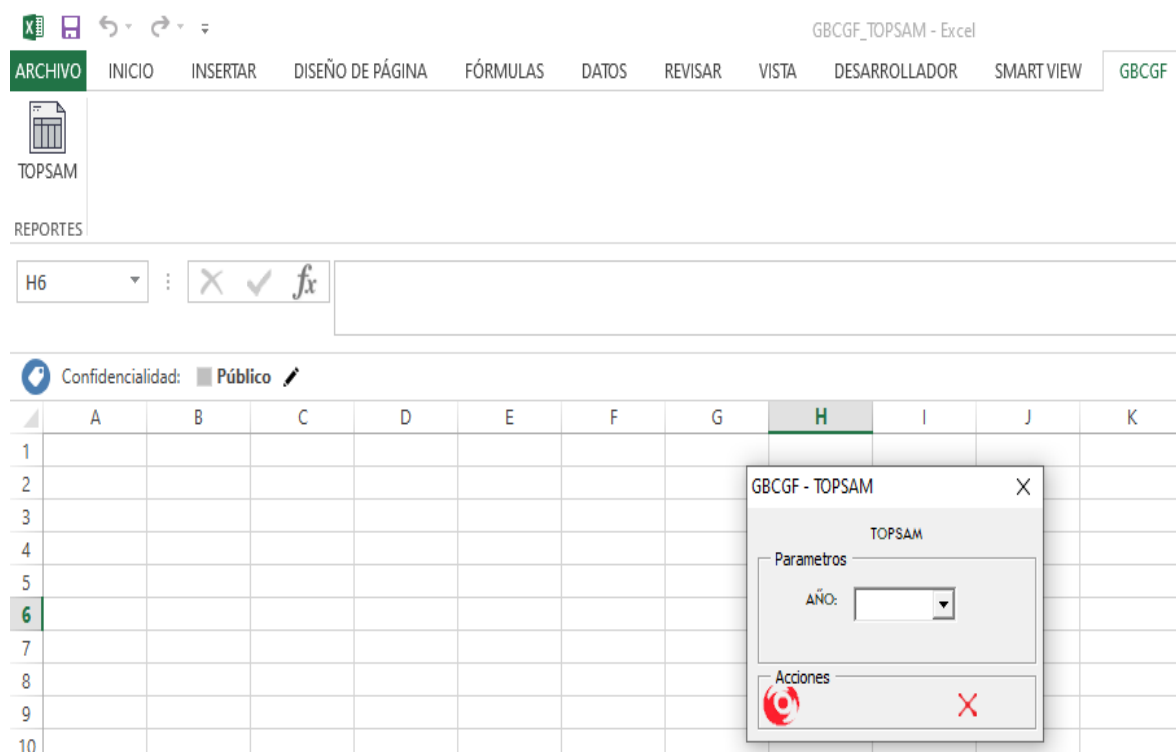 GBCGF_TOPSAM - Excel
ARCHIVO INICIO INSERTAR DISEÑO DE PÁGINA FÓRMULAS DATOS REVISAR VISTA DESARROLLADOR SMART VIEW GBCGF
TOPSAM
REPORTES
H6 fx
Confidencialidad: Público
A B C D E F G H I J K
1
2
3
4
5
6
7
8
9
10
GBCGF - TOPSAM
TOPSAM
Parametros
AÑO:
Acciones